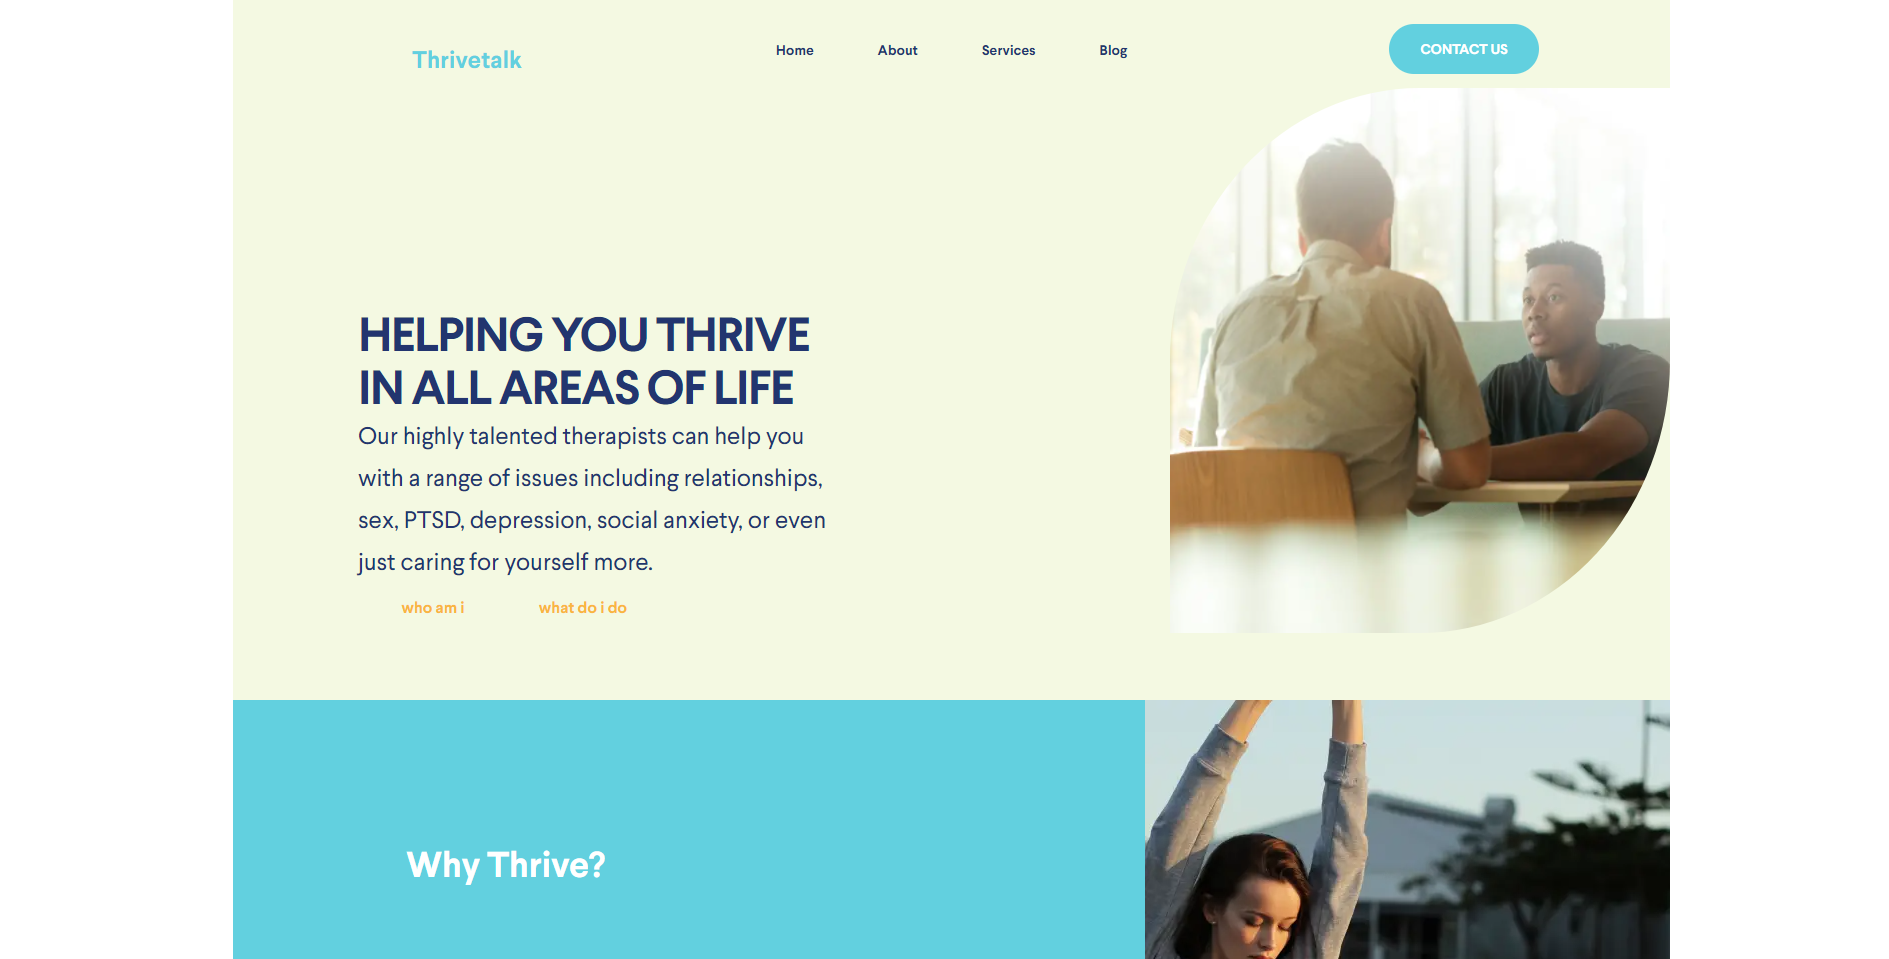 Thrivetalk
Home
About
Services
Blog
CONTACT US
HELPING YOU THRIVE
IN ALL AREAS OF LIFE
Our highly talented therapists can help you
with a range of issues including relationships,
sex, PTSD, depression, social anxiety, or even
just caring for yourself more.
who am i
what do i do
Why Thrive?